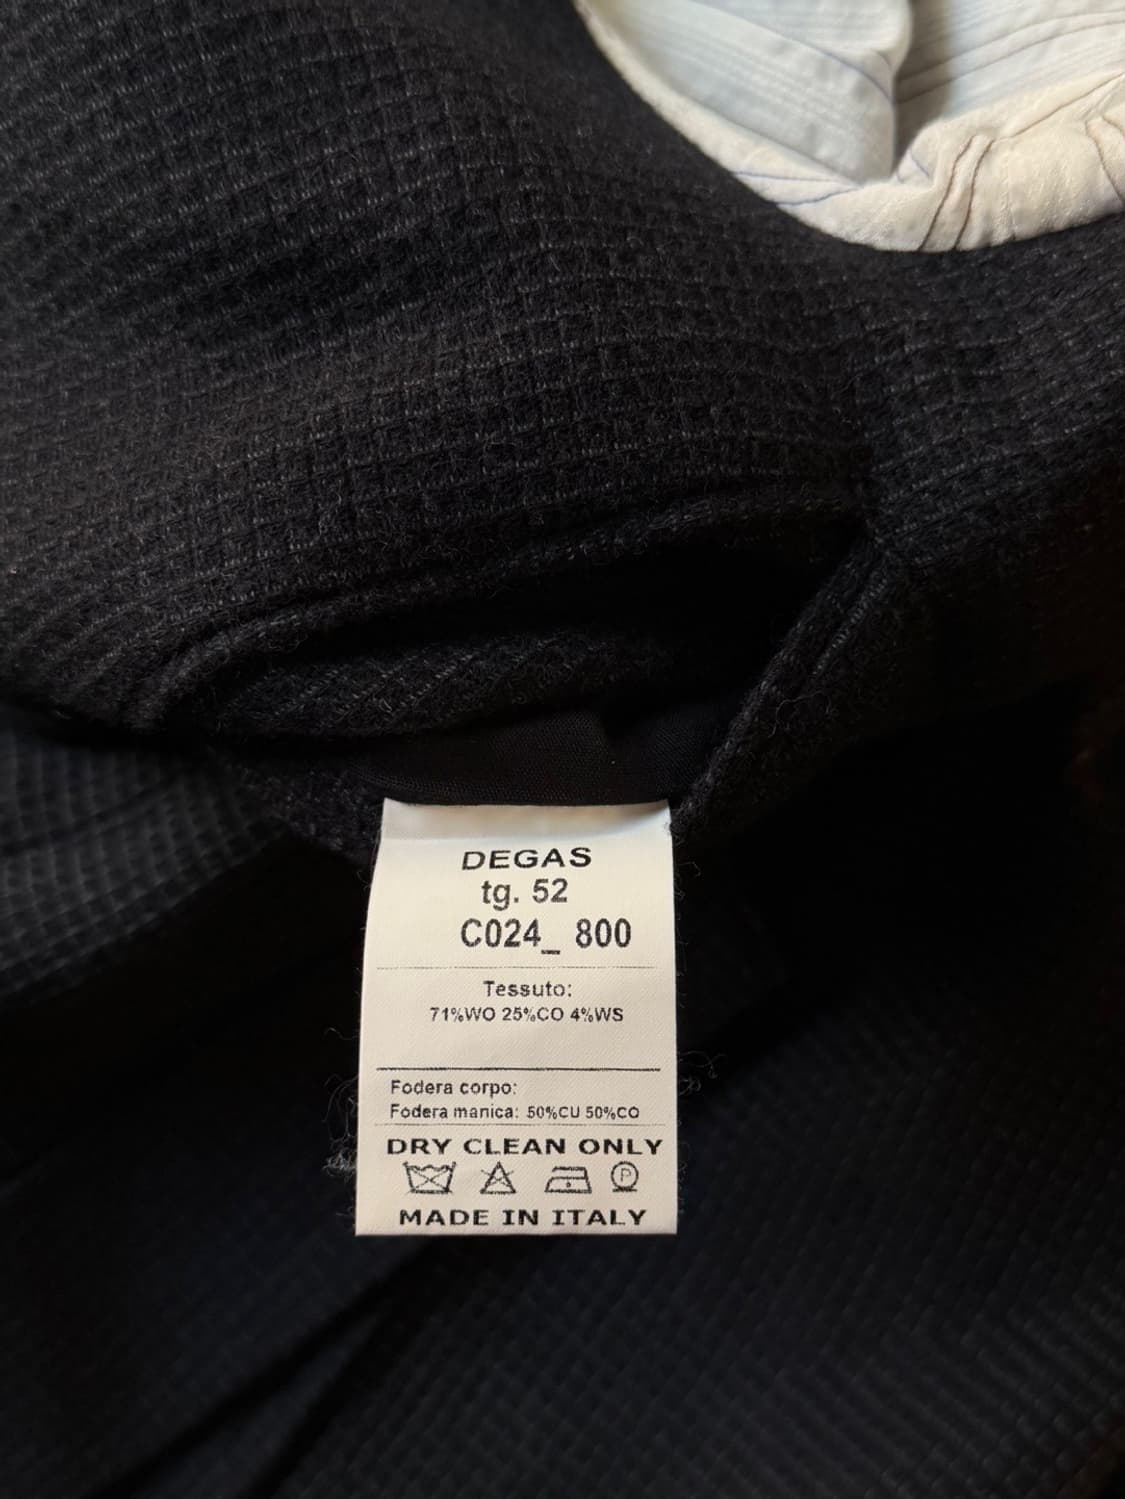 DEGAS
tg. 52
C024_ 800
Tessuto:
71%WO 25%CO 4%WS
Fodera corpo:
Fodera manica: 50%CU 50%CO
DRY CLEAN ONLY
P
MADE IN ITALY